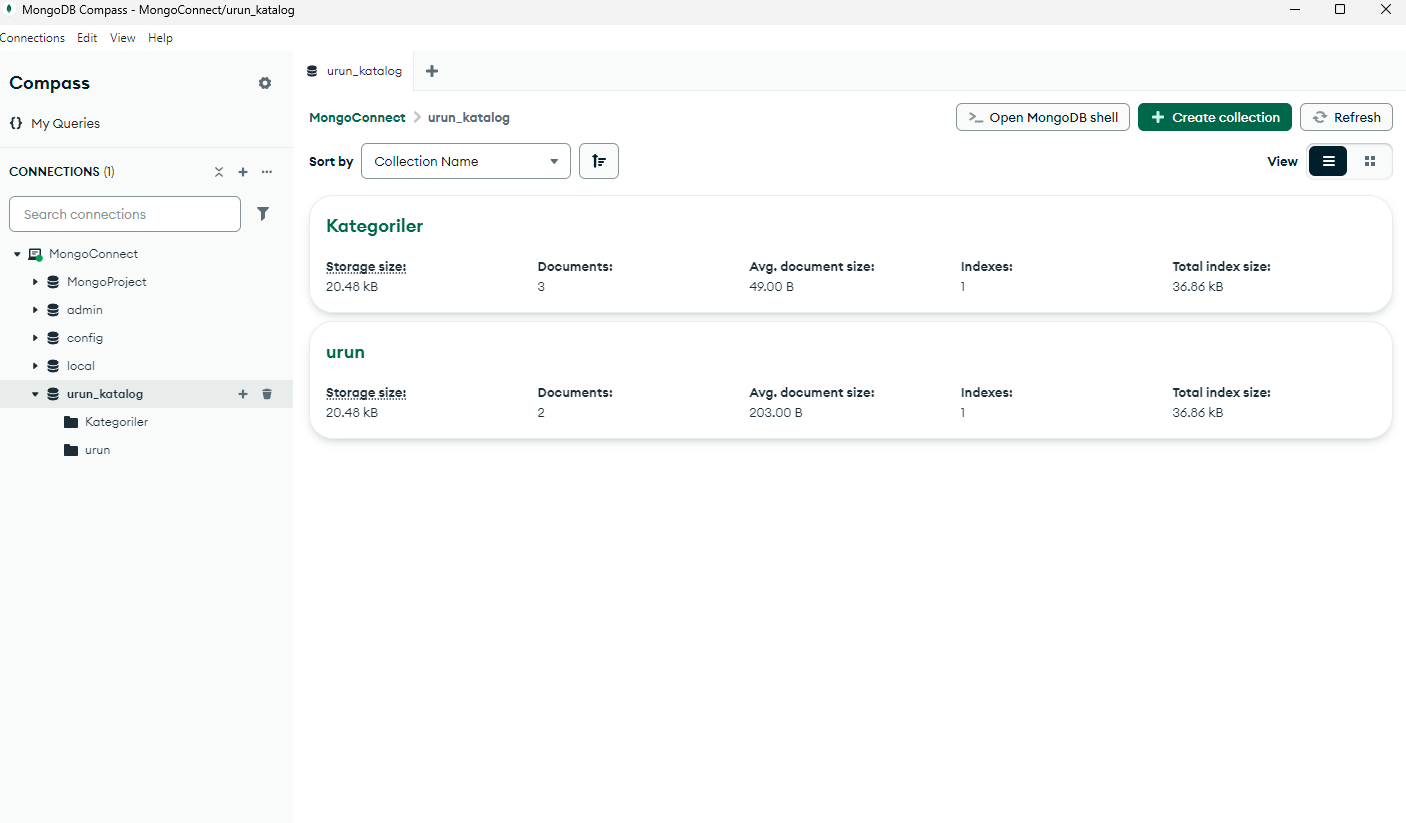 MongoDB Compass - MongoConnect/urun_katalog
Connections Edit View Help
Compass
{} My Queries
CONNECTIONS (1)
Search connections
MongoConnect
MongoProject
admin
config
local
urun_katalog
Kategoriler
urun
urun_katalog
MongoConnect > urun_katalog
>_ Open MongoDB shell
+ Create collection
Refresh
Sort by Collection Name
View
Kategoriler
Storage size: Documents: Avg. document size: Indexes: Total index size:
20.48 kB 3 49.00 B 1 36.86 kB
urun
Storage size: Documents: Avg. document size: Indexes: Total index size:
20.48 kB 2 203.00 B 1 36.86 kB